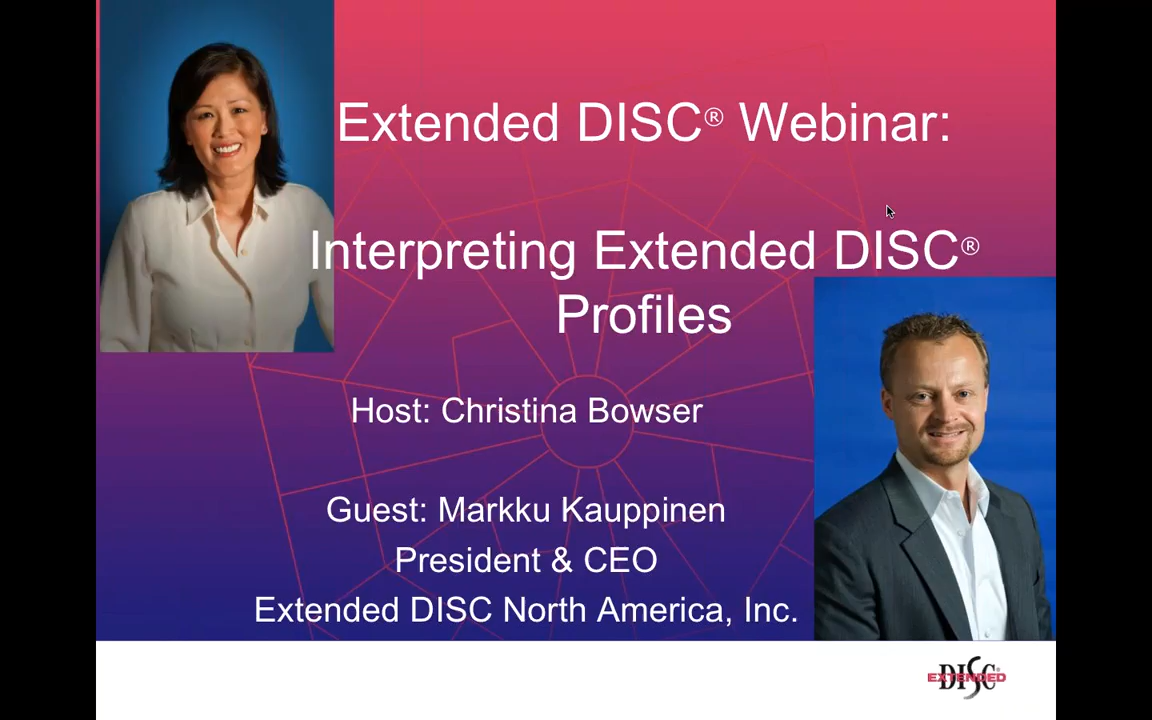 Extended DISC® Webinar:
Interpreting Extended DISC®
Profiles
Host: Christina Bowser
Guest: Markku Kauppinen
President & CEO
Extended DISC North America, Inc.
DISC®
EXTENDED